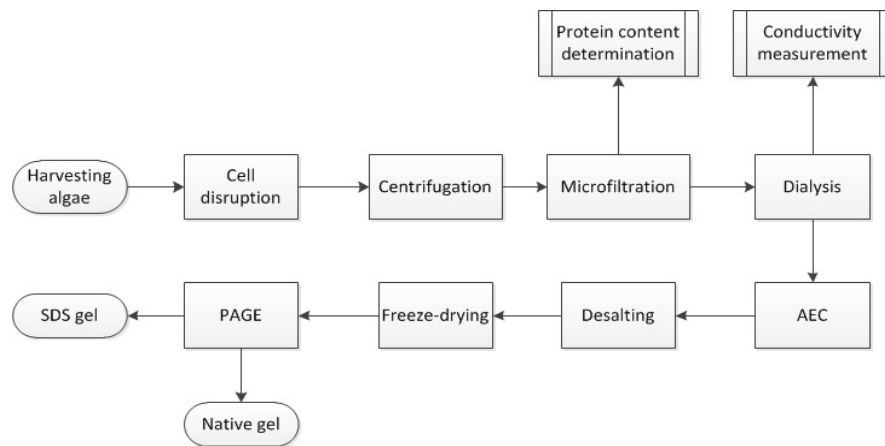 Protein content
determination
Conductivity
measurement
Harvesting
algae
Cell
disruption
Centrifugation
Microfiltration
Dialysis
SDS gel
PAGE
Freeze-drying
Desalting
AEC
Native gel